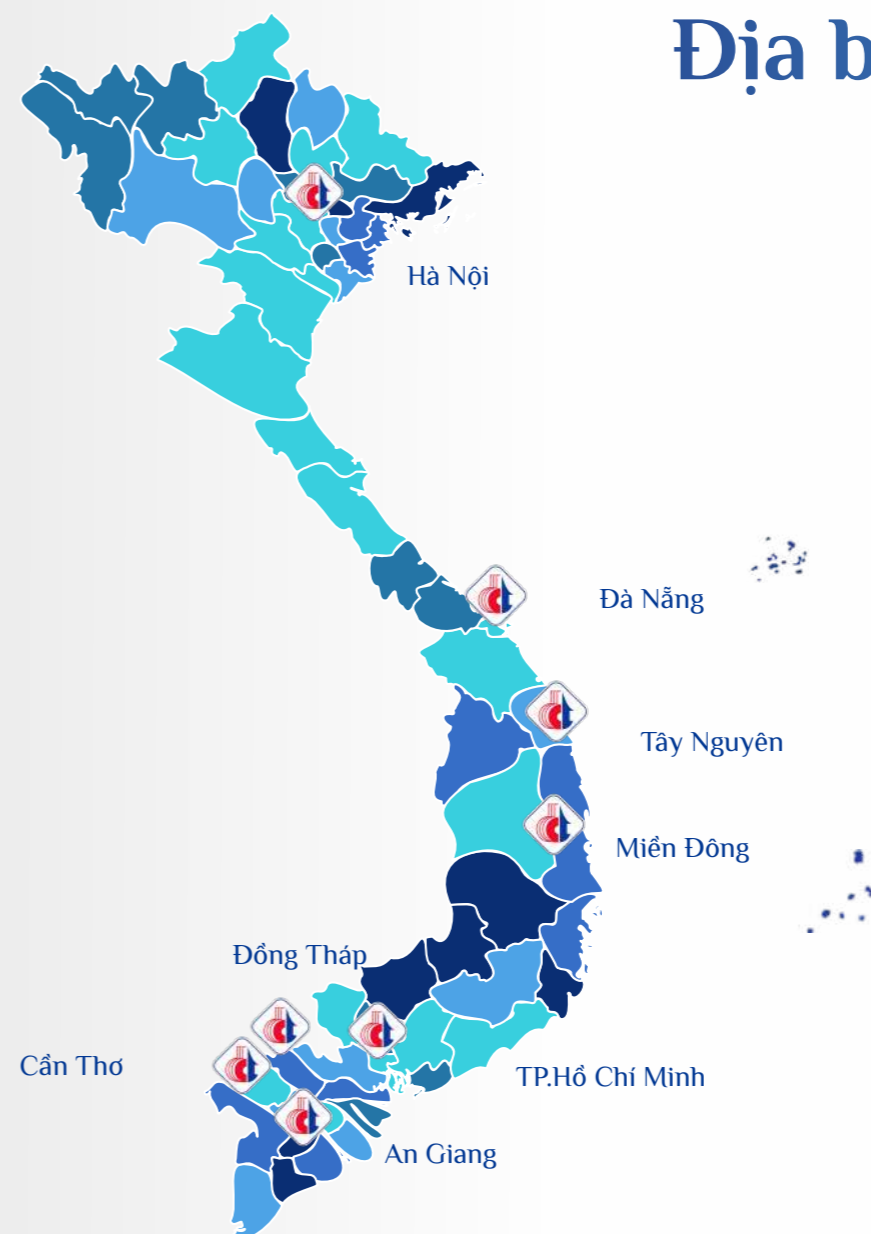 Địa b
Hà Nội
Đà Nẵng
Tây Nguyên
Miền Đông
Đồng Tháp
Cần Thơ
TP.Hồ Chí Minh
An Giang